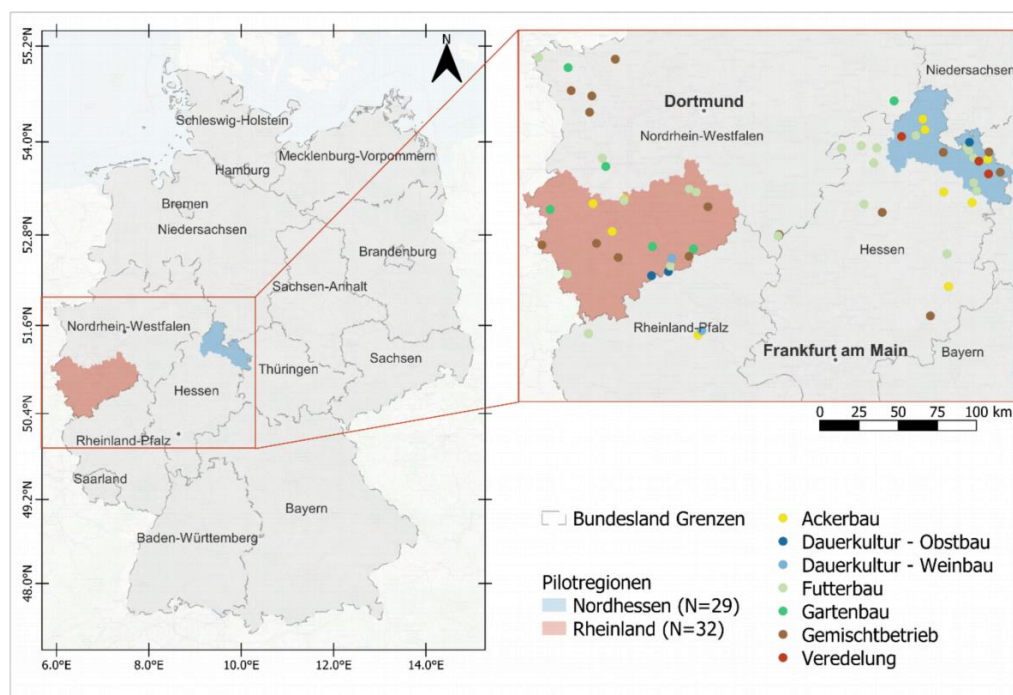 N
55.2°N
54.0°N
52.8°N
51.6°N
50.4°N
49.2°N
48.0°N
6.0°E
8.0°E
10.0°E
12.0°E
14.0°E
Schleswig-Holstein
Mecklenburg-Vorpommern
Hamburg
Bremen
Niedersachsen
Brandenburg
Sachsen-Anhalt
Nordrhein-Westfalen
Sachsen
Thüringen
Hessen
Rheinland-Pfalz
Saarland
Bayern
Baden-Württemberg
Niedersachsen
Dortmund
Nordrhein-Westfalen
Hessen
Rheinland-Pfalz
Frankfurt am Main
Bayern
0 25 50 75 100 km
Bundesland Grenzen
Pilotregionen
Nordhessen (N=29)
Rheinland (N=32)
Ackerbau
Dauerkultur - Obstbau
Dauerkultur - Weinbau
Futterbau
Gartenbau
Gemischtbetrieb
Veredelung